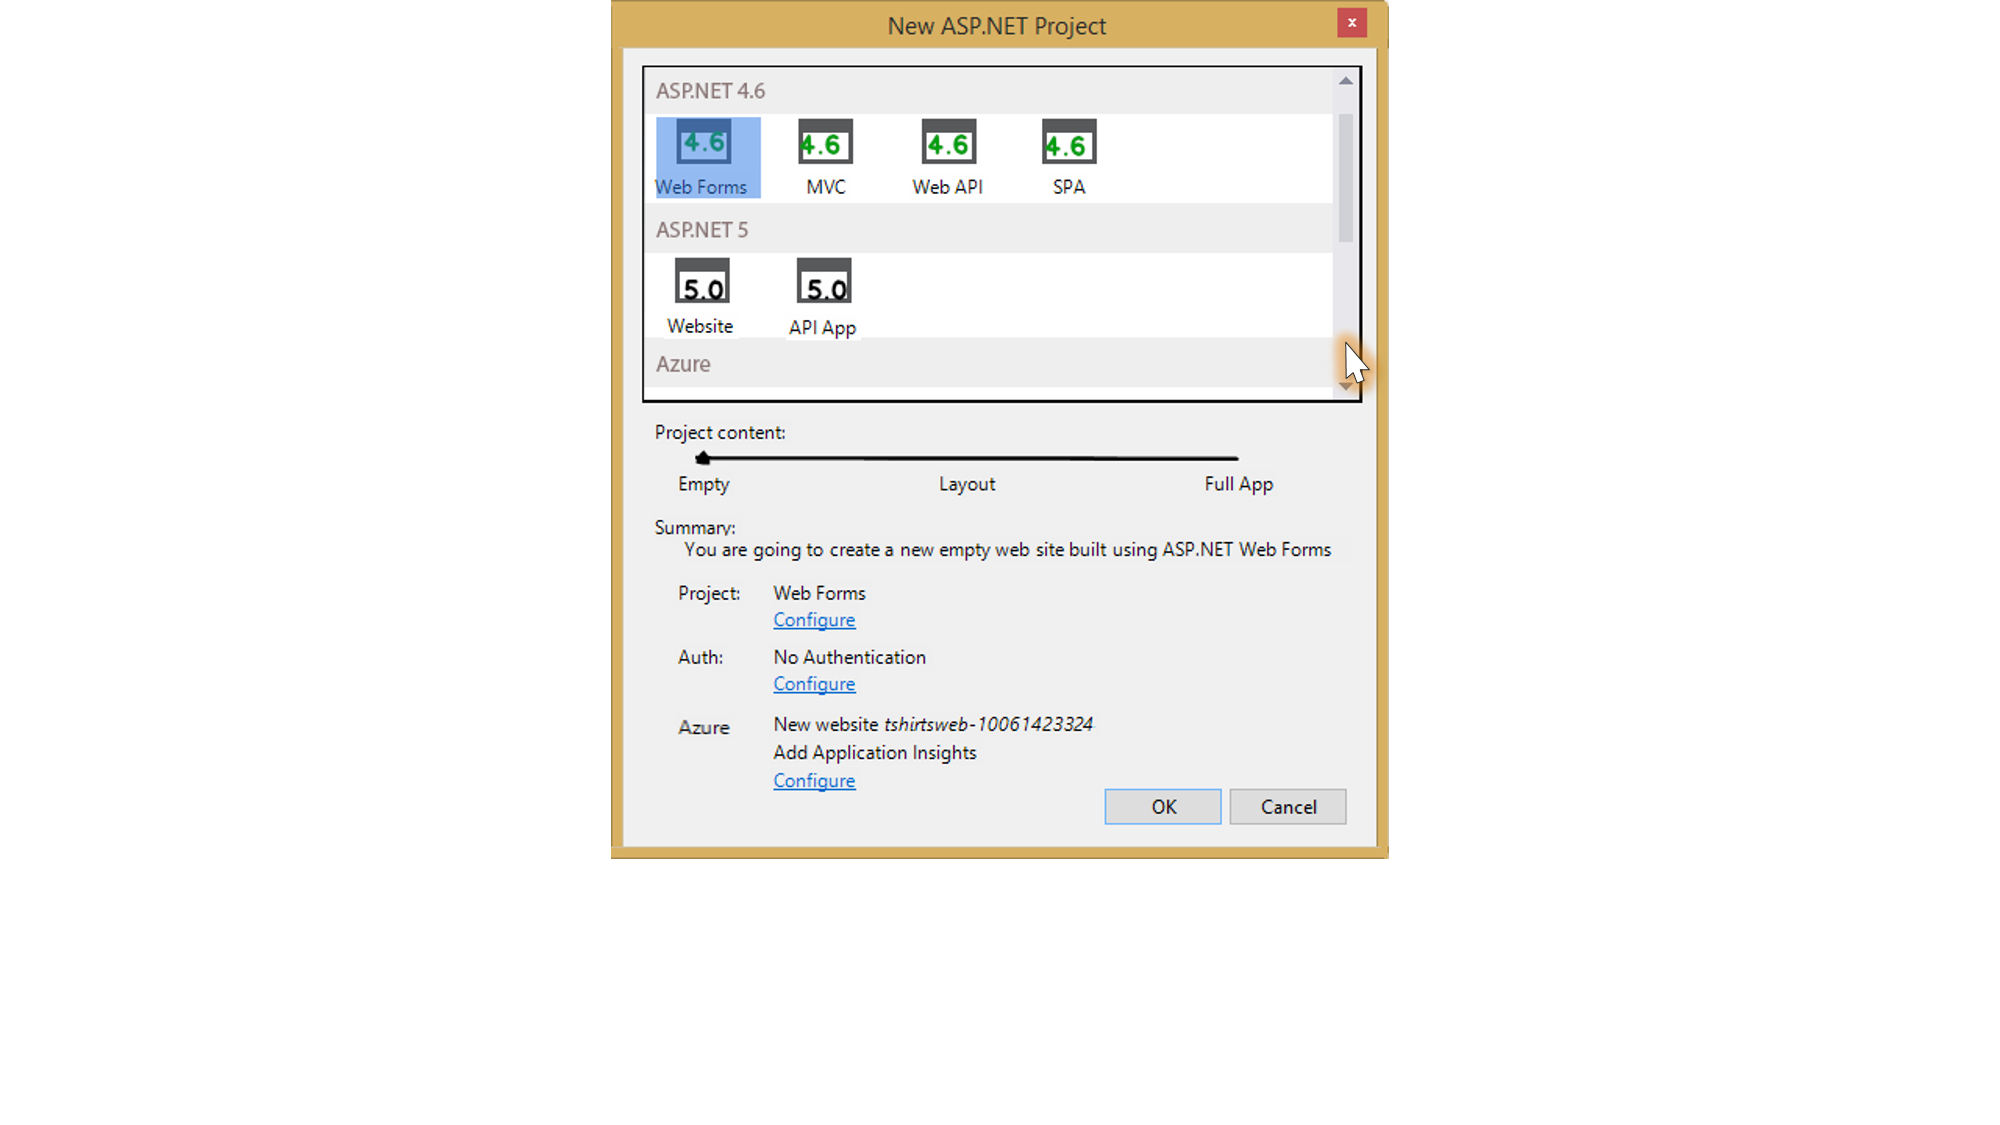 New ASP.NET Project
x
ASP.NET 4.6
4.6 4.6 4.6 4.6
Web Forms MVC Web API SPA
ASP.NET 5
5.0 5.0
Website API App
Azure
Project content:
Empty Layout Full App
Summary:
You are going to create a new empty web site built using ASP.NET Web Forms
Project: Web Forms
Configure
Auth: No Authentication
Configure
Azure New website tshirtsweb-10061423324
Add Application Insights
Configure
OK Cancel